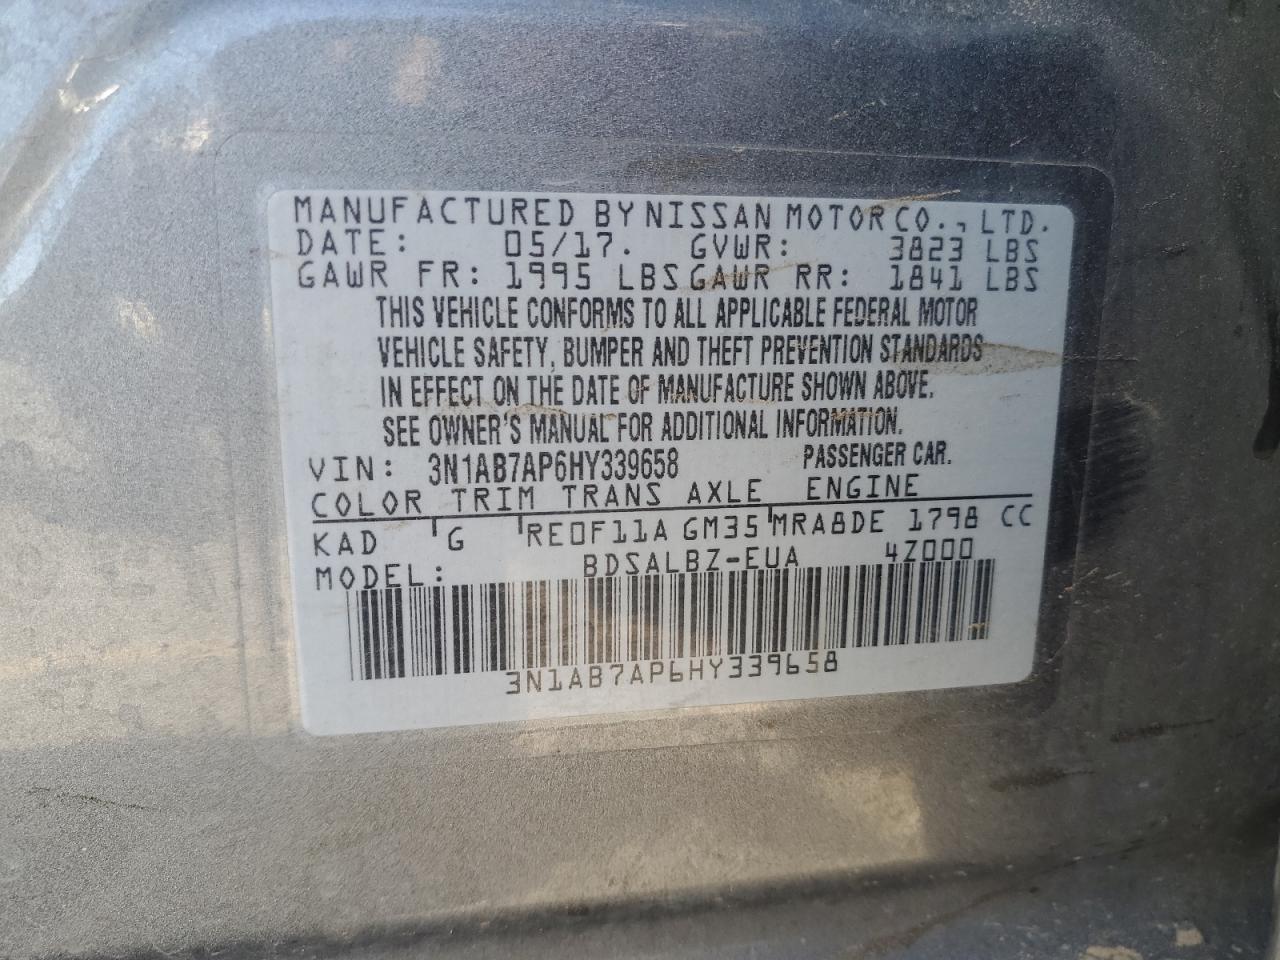 MANUFACTURED BY NISSAN MOTOR CO., LTD.
DATE: 05/17. GVWR: 3823 LBS
GAWR FR: 1995 LBS GAWR RR: 1841 LBS
THIS VEHICLE CONFORMS TO ALL APPLICABLE FEDERAL MOTOR
VEHICLE SAFETY, BUMPER AND THEFT PREVENTION STANDARDS
IN EFFECT ON THE DATE OF MANUFACTURE SHOWN ABOVE.
SEE OWNER'S MANUAL FOR ADDITIONAL INFORMATION.
VIN: 3N1AB7AP6HY339658 PASSENGER CAR.
COLOR TRIM TRANS AXLE ENGINE
KAD G RE0F11A GM35 MRA8DE 1798 CC
MODEL: BDSALBZ-EUA 4Z000
3N1AB7AP6HY339658